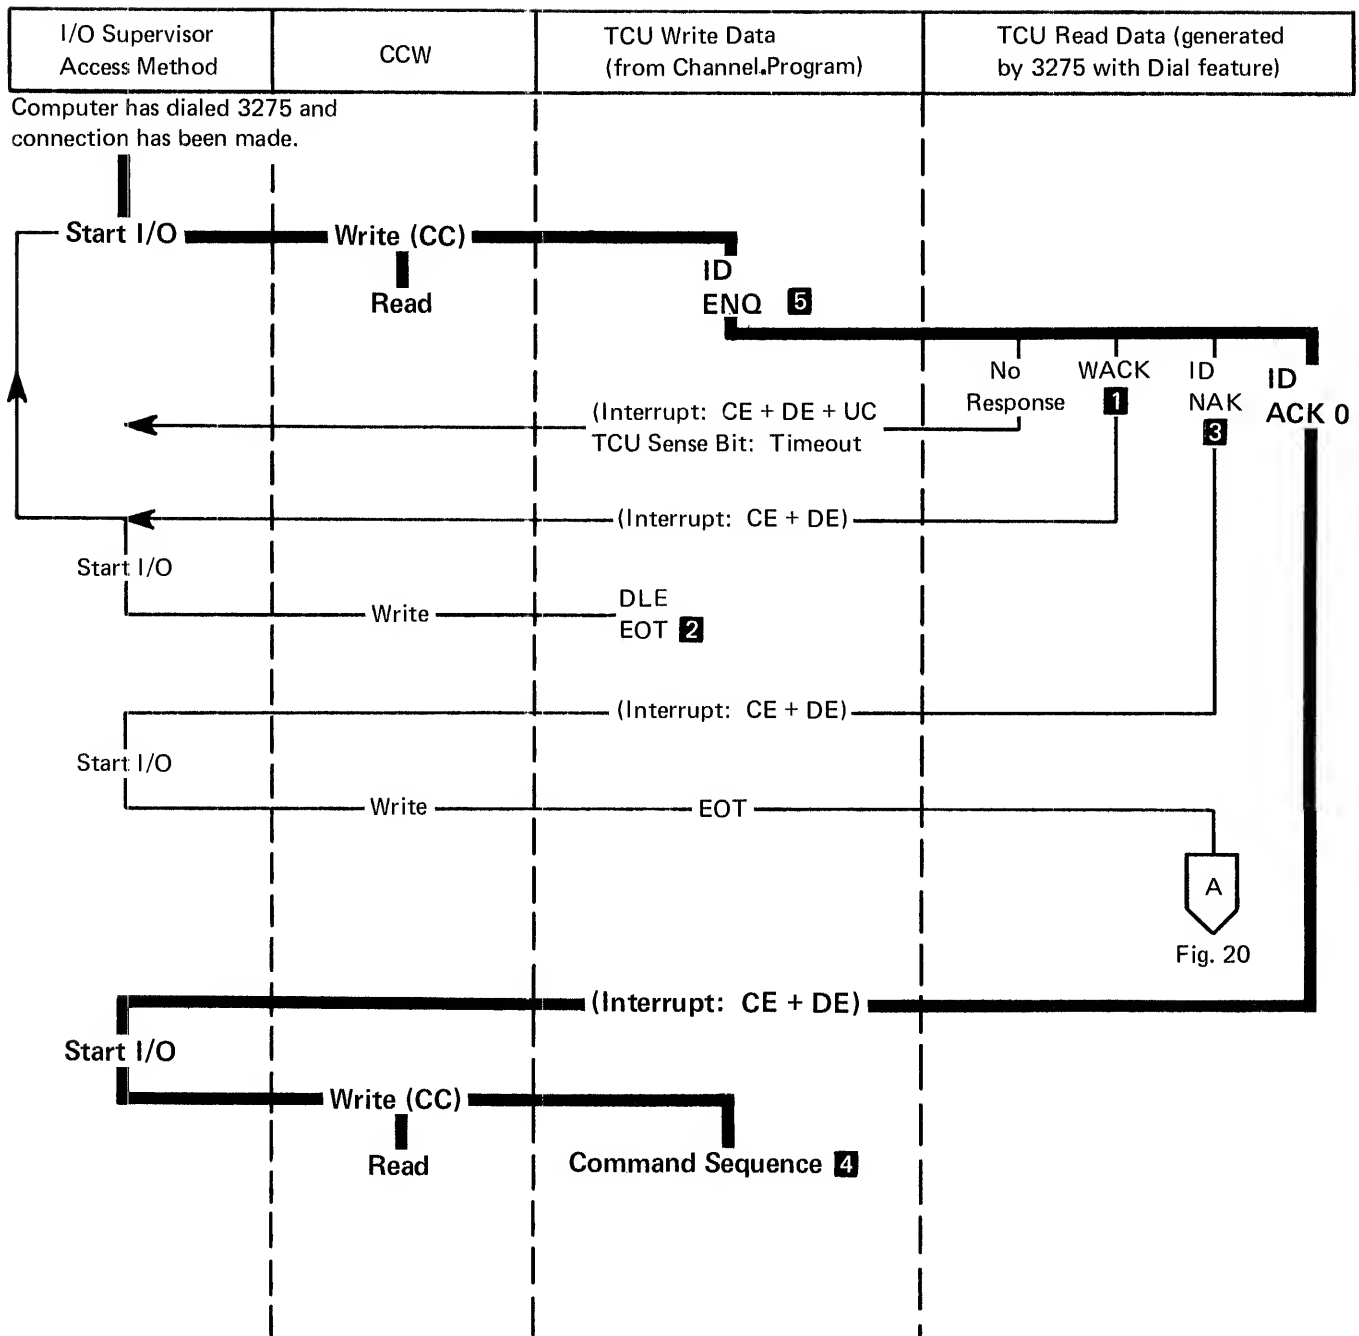 I/O Supervisor
Access Method
CCW
TCU Write Data
(from Channel.Program)
TCU Read Data (generated
by 3275 with Dial feature)
Computer has dialed 3275 and
connection has been made.
Start I/O
Write (CC)
Read
ID
ENQ 5
No
Response
WACK
1
ID
NAK
3
ID
ACK 0
(Interrupt: CE + DE + UC
TCU Sense Bit: Timeout
(Interrupt: CE + DE)
Start I/O
Write
DLE
EOT 2
(Interrupt: CE + DE)
Start I/O
Write
EOT
A
Fig. 20
(Interrupt: CE + DE)
Start I/O
Write (CC)
Read
Command Sequence 4